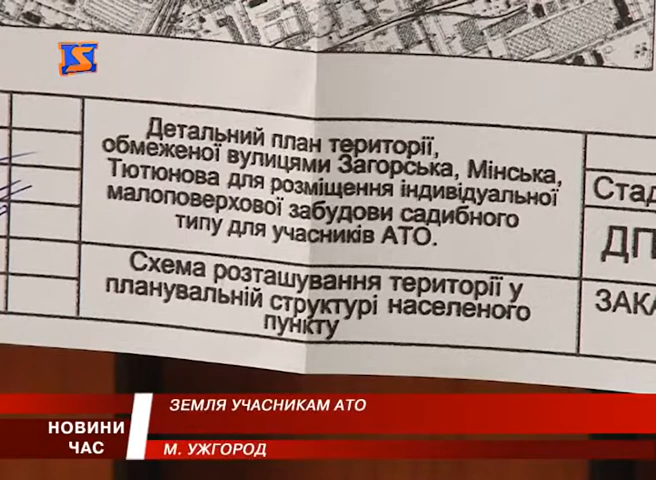 Детальний план території,
обмеженої вулицями Загорська, Мінська,
Тютюнова для розміщення індивідуальної
малоповерхової забудови садибного
типу для учасників АТО.
Стад
ДП
Схема розташування території у
планувальній структурі населеного
пункту
ЗАКА
ЗЕМЛЯ УЧАСНИКАМ АТО
НОВИНИ
ЧАС
М. УЖГОРОД